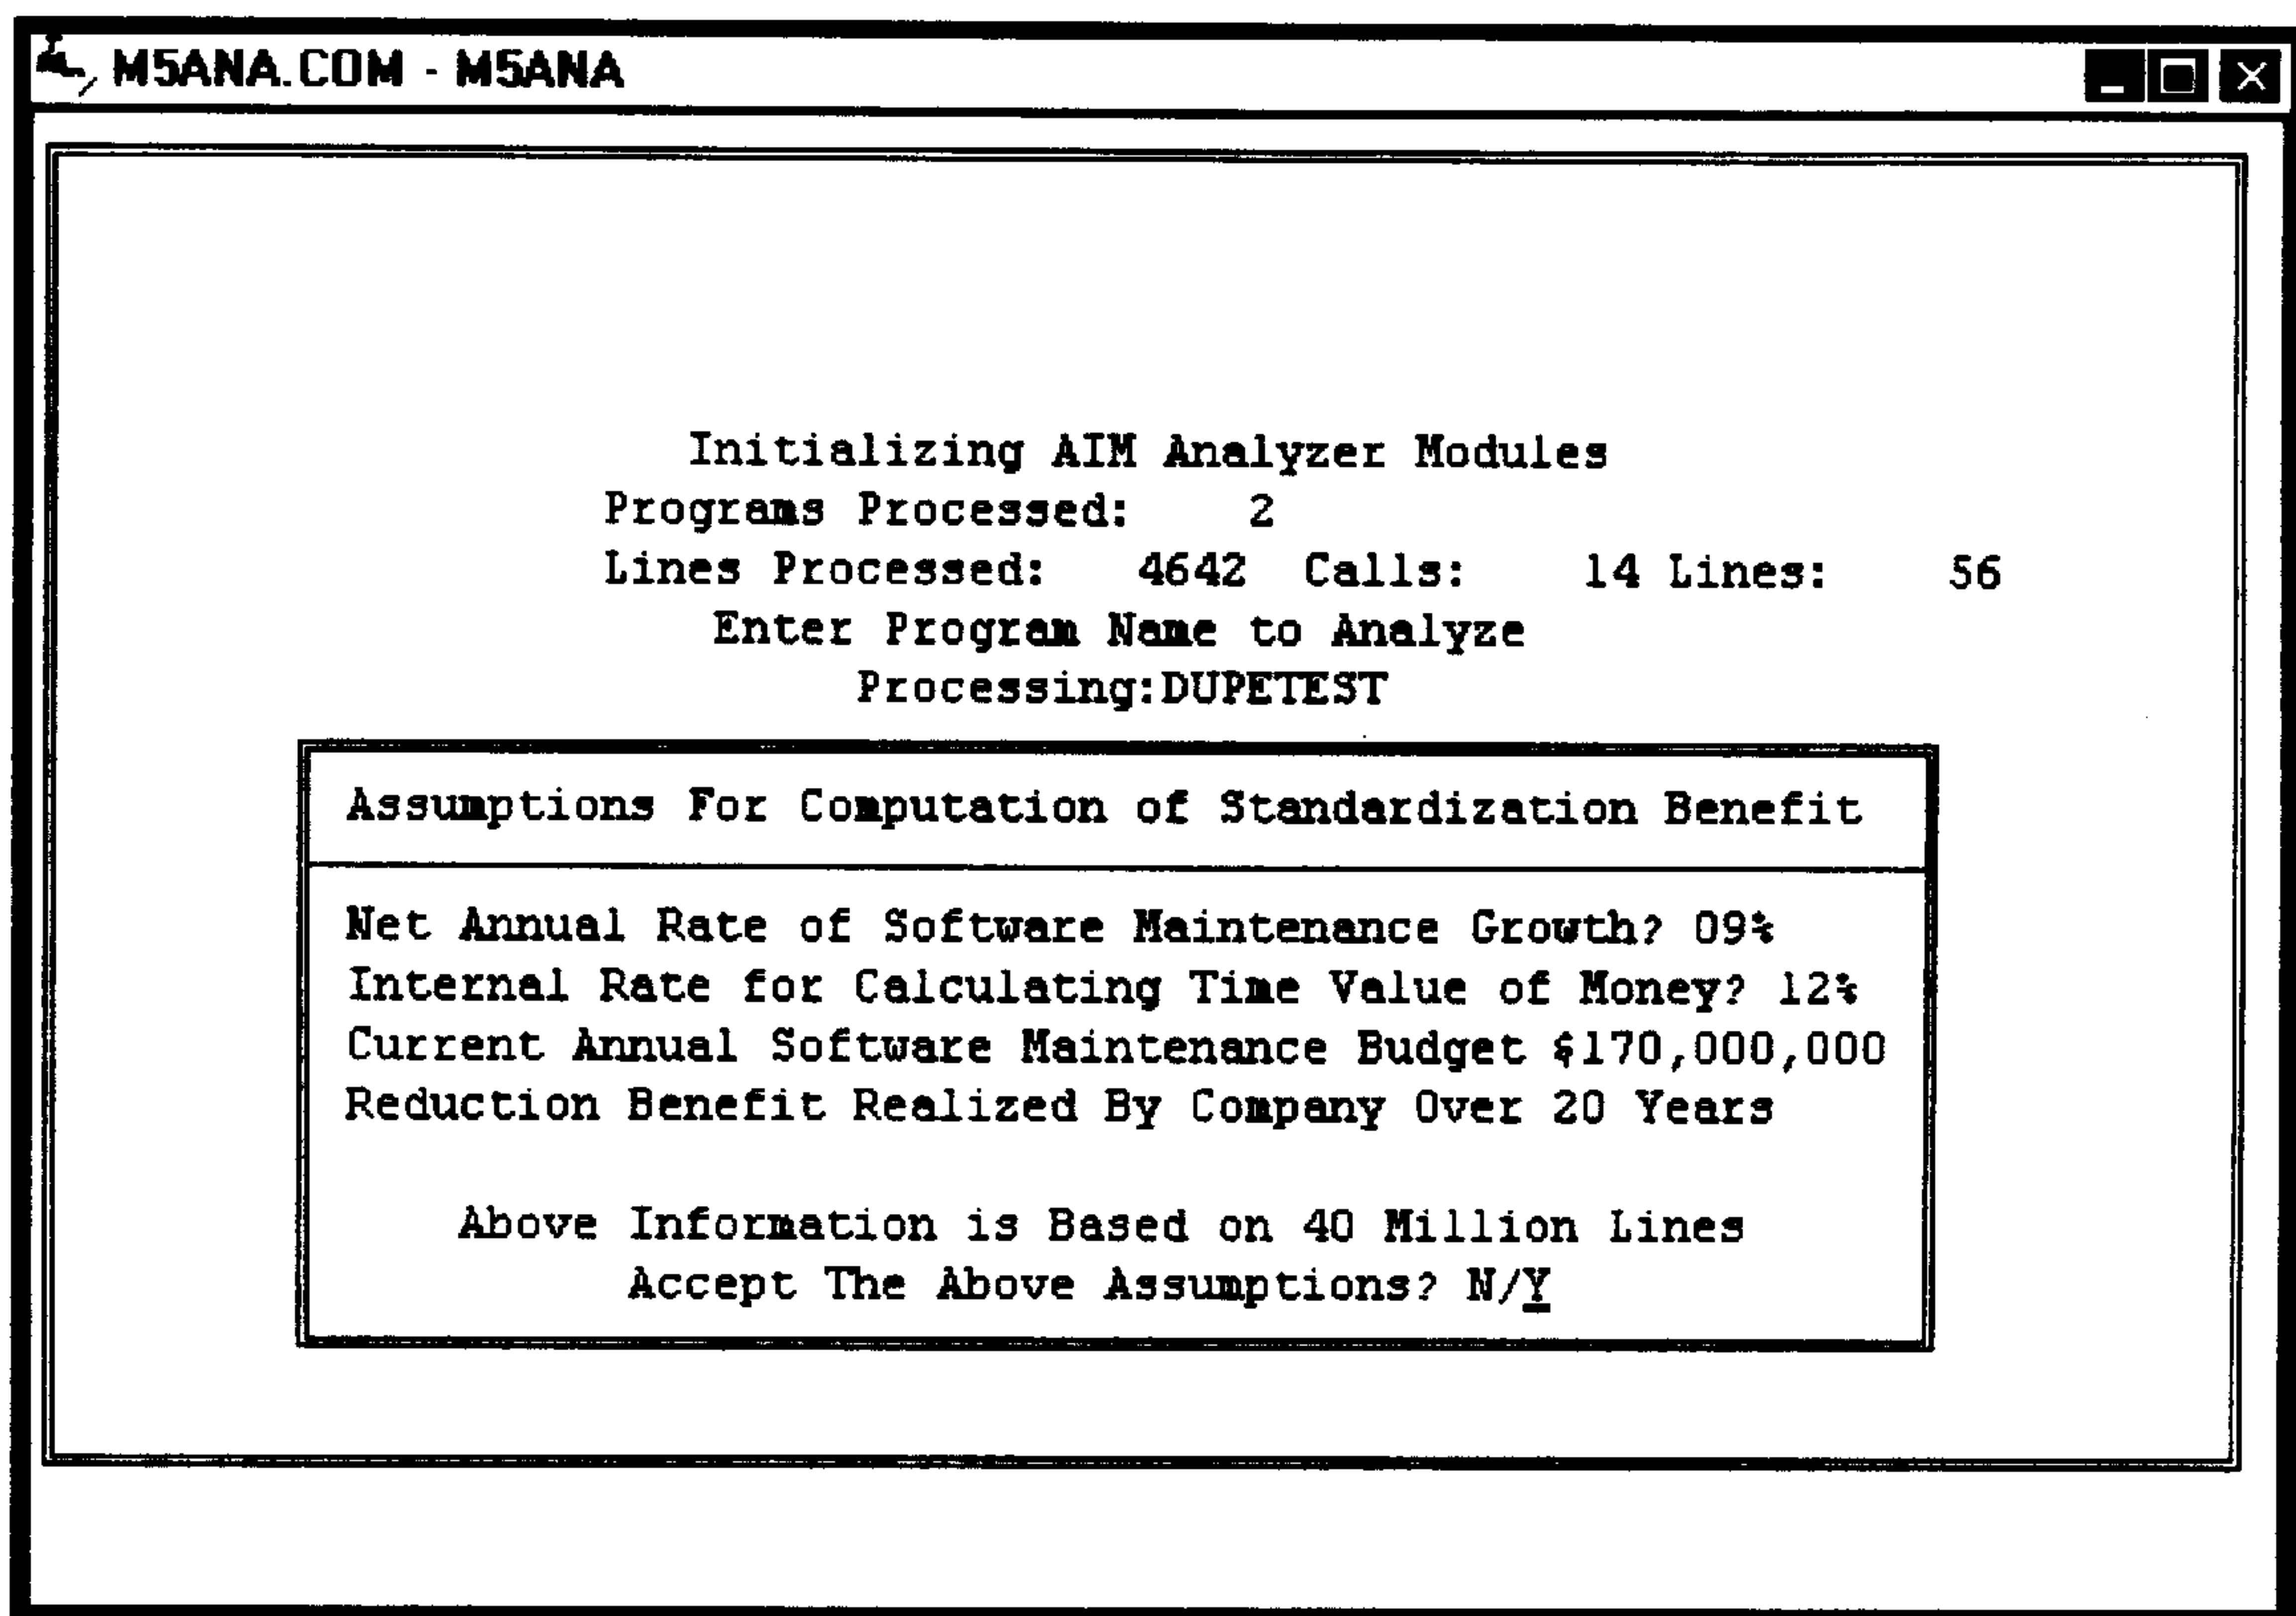 M5ANA.COM - M5ANA
Initializing AIM Analyzer Modules
Programs Processed: 2
Lines Processed: 4642 Calls: 14 Lines: 56
Enter Program Name to Analyze
Processing:DUPETEST
Assumptions For Computation of Standardization Benefit
Net Annual Rate of Software Maintenance Growth? 09%
Internal Rate for Calculating Time Value of Money? 12%
Current Annual Software Maintenance Budget $170,000,000
Reduction Benefit Realized By Company Over 20 Years
Above Information is Based on 40 Million Lines
Accept The Above Assumptions? N/Y